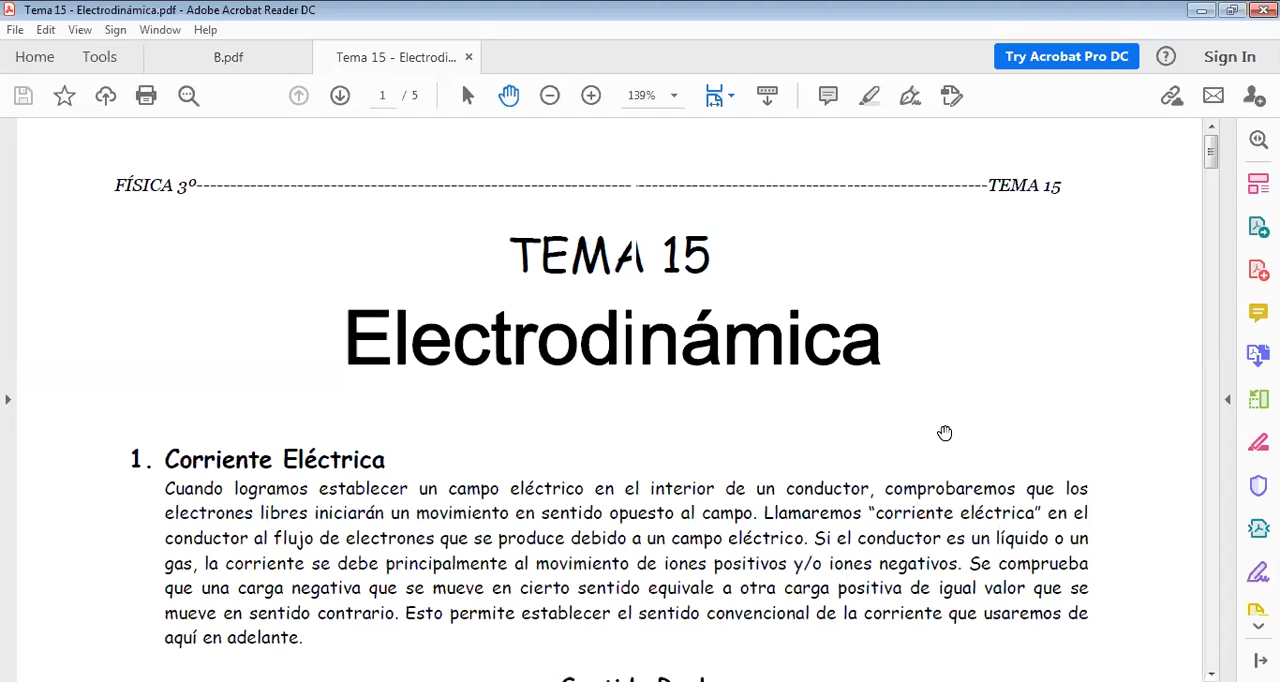 Tema 15 - Electrodinámica.pdf - Adobe Acrobat Reader DC
File Edit View Sign Window Help
Home Tools B.pdf Tema 15 - Electrodi... × Try Acrobat Pro DC Sign In
1 / 5 139%
FÍSICA 3º-----------------------------------------------------------------------------------------------------------------------TEMA 15
TEMA 15
Electrodinámica
1. Corriente Eléctrica
Cuando logramos establecer un campo eléctrico en el interior de un conductor, comprobaremos que los
electrones libres iniciarán un movimiento en sentido opuesto al campo. Llamaremos “corriente eléctrica” en el
conductor al flujo de electrones que se produce debido a un campo eléctrico. Si el conductor es un líquido o un
gas, la corriente se debe principalmente al movimiento de iones positivos y/o iones negativos. Se comprueba
que una carga negativa que se mueve en cierto sentido equivale a otra carga positiva de igual valor que se
mueve en sentido contrario. Esto permite establecer el sentido convencional de la corriente que usaremos de
aquí en adelante.